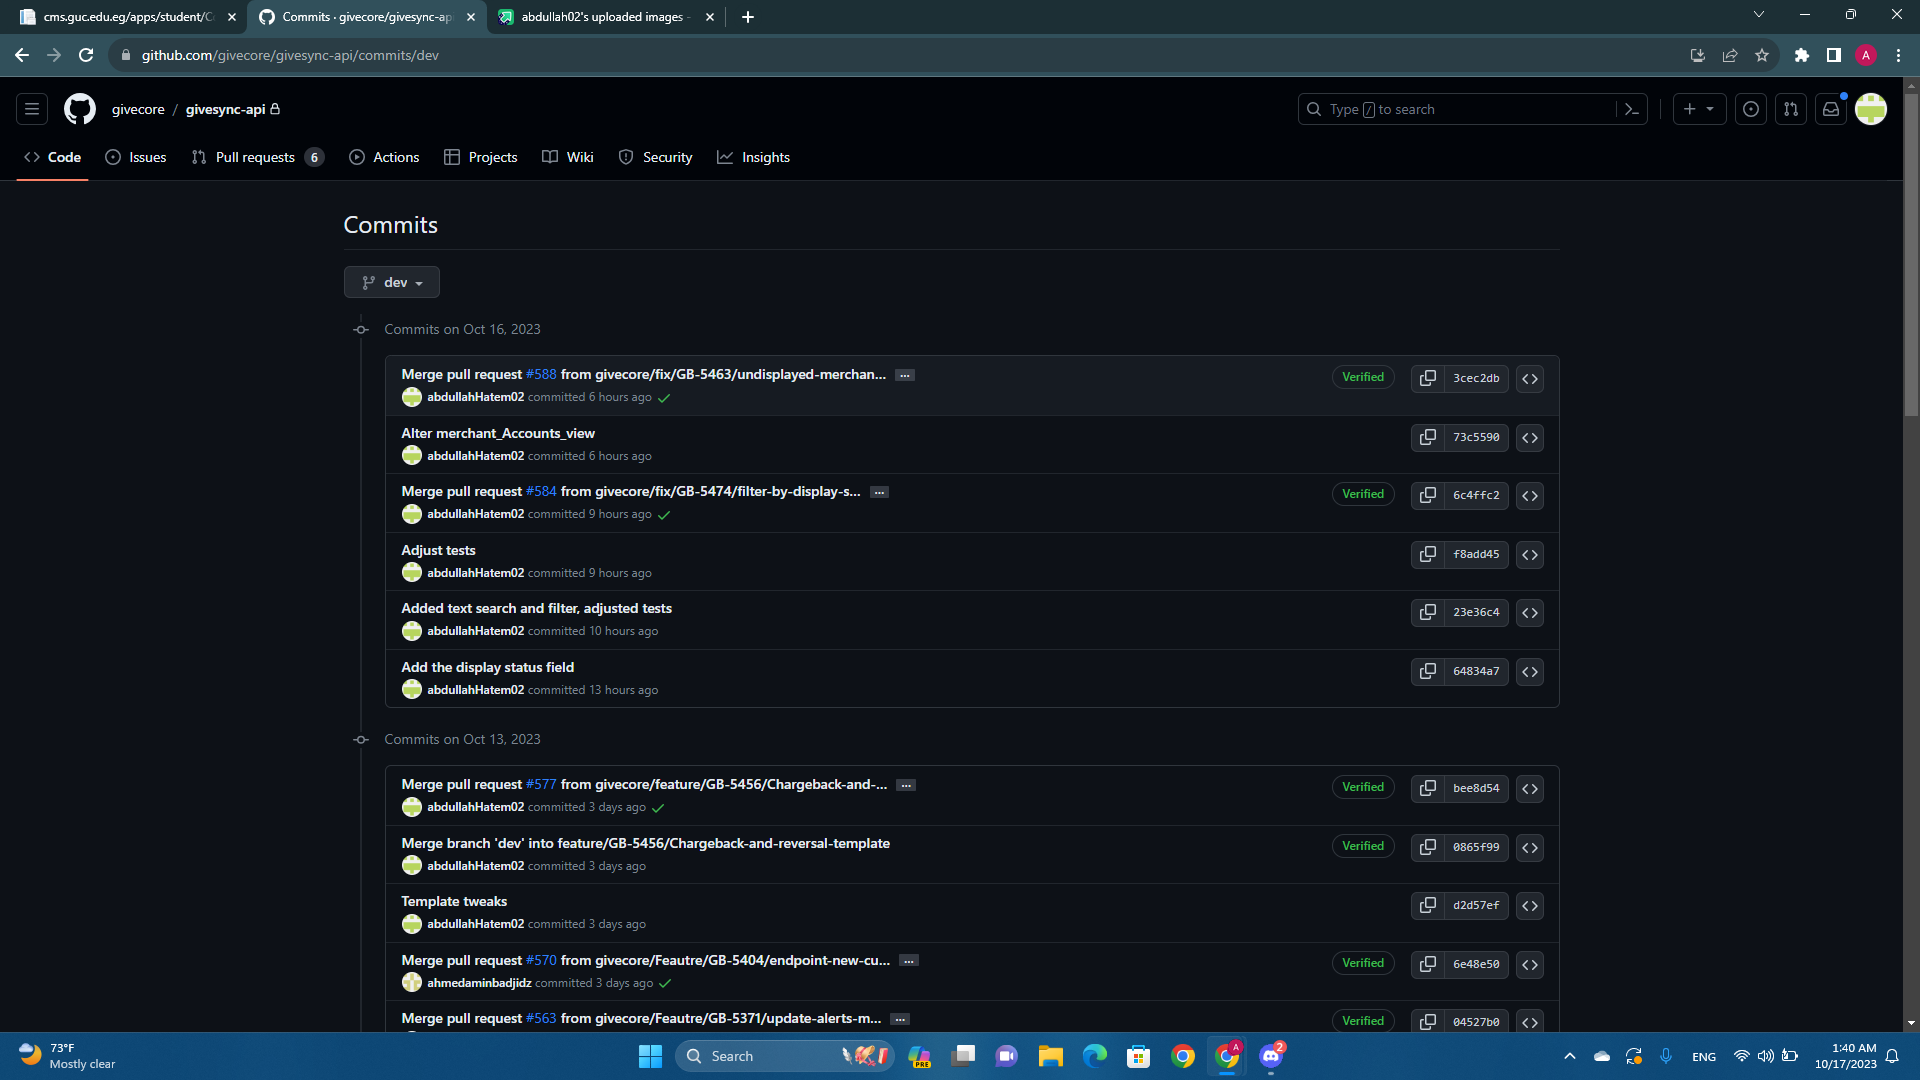 cms.guc.edu.eg/apps/student/Co
Commits · givecore/givesync-api
abdullah02's uploaded images -
github.com/givecore/givesync-api/commits/dev
A
givecore / givesync-api
Type / to search
Code
Issues
Pull requests 6
Actions
Projects
Wiki
Security
Insights
Commits
dev
Commits on Oct 16, 2023
Merge pull request #588 from givecore/fix/GB-5463/undisplayed-merchan... ...
Verified
3cec2db
abdullahHatem02 committed 6 hours ago
Alter merchant_Accounts_view
73c5590
abdullahHatem02 committed 6 hours ago
Merge pull request #584 from givecore/fix/GB-5474/filter-by-display-s... ...
Verified
6c4ffc2
abdullahHatem02 committed 9 hours ago
Adjust tests
f8add45
abdullahHatem02 committed 9 hours ago
Added text search and filter, adjusted tests
23e36c4
abdullahHatem02 committed 10 hours ago
Add the display status field
64834a7
abdullahHatem02 committed 13 hours ago
Commits on Oct 13, 2023
Merge pull request #577 from givecore/feature/GB-5456/Chargeback-and-... ...
Verified
bee8d54
abdullahHatem02 committed 3 days ago
Merge branch 'dev' into feature/GB-5456/Chargeback-and-reversal-template
Verified
0865f99
abdullahHatem02 committed 3 days ago
Template tweaks
d2d57ef
abdullahHatem02 committed 3 days ago
Merge pull request #570 from givecore/Feautre/GB-5404/endpoint-new-cu... ...
Verified
6e48e50
ahmedaminbadjidz committed 3 days ago
Merge pull request #563 from givecore/Feautre/GB-5371/update-alerts-m... ...
Verified
04527b0
73°F
Mostly clear
Search
PRE
A
2
ENG
1:40 AM
10/17/2023